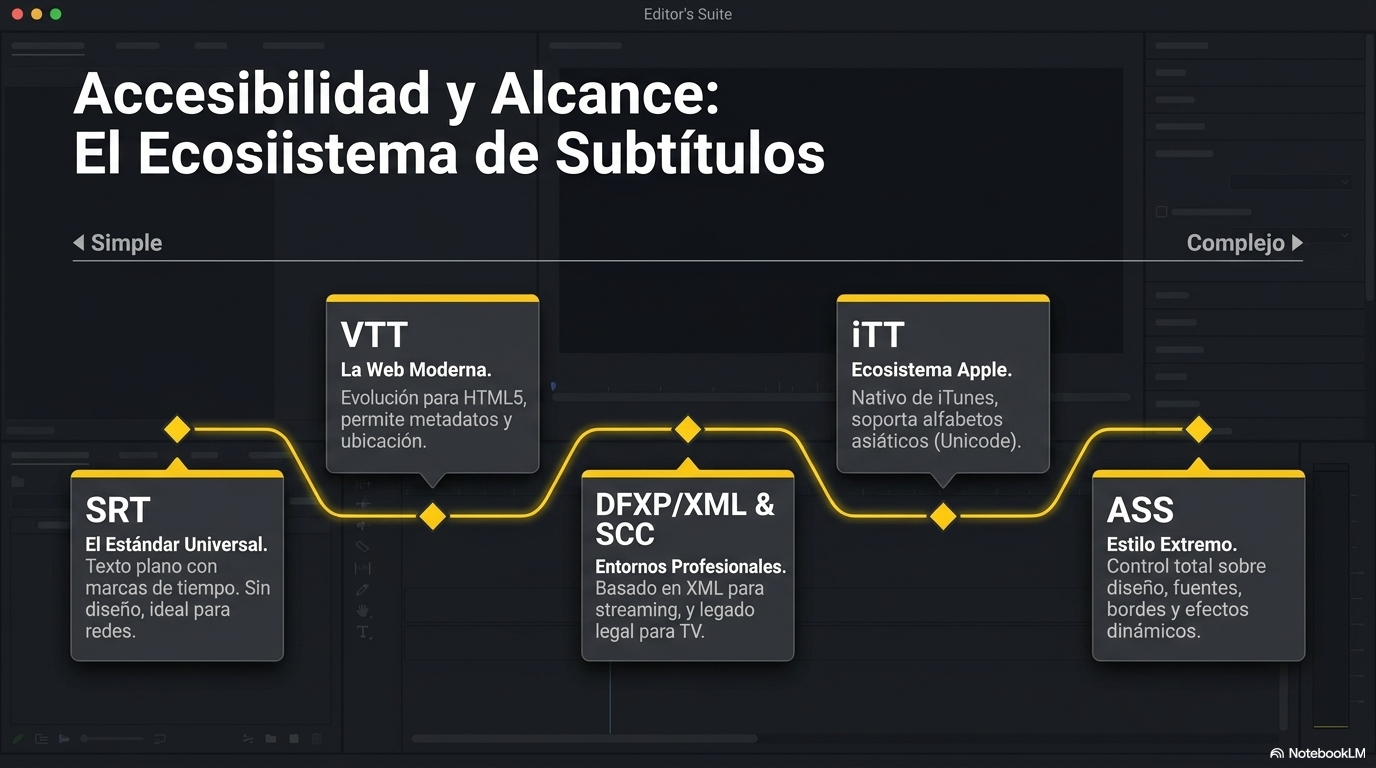 Editor's Suite
Accesibilidad y Alcance:
El Ecosiistema de Subtítulos
Simple
Complejo
SRT
El Estándar Universal.
Texto plano con
marcas de tiempo. Sin
diseño, ideal para
redes.
VTT
La Web Moderna.
Evolución para HTML5,
permite metadatos y
ubicación.
DFXP/XML &
SCC
Entornos Profesionales.
Basado en XML para
streaming, y legado
legal para TV.
iTT
Ecosistema Apple.
Nativo de iTunes,
soporta alfabetos
asiáticos (Unicode).
ASS
Estilo Extremo.
Control total sobre
diseño, fuentes,
bordes y efectos
dinámicos.
NotebookLM